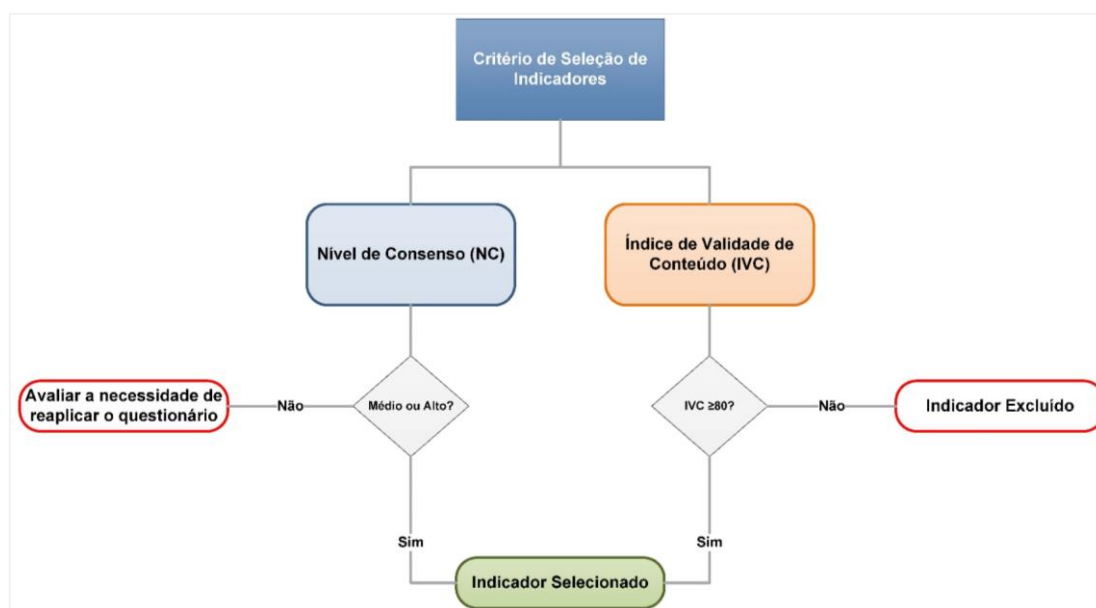 Critério de Seleção de
Indicadores
Nível de Consenso (NC)
Índice de Validade de
Conteúdo (IVC)
Avaliar a necessidade de
reaplicar o questionário
Não
Médio ou Alto?
IVC ≥80?
Não
Indicador Excluído
Sim
Sim
Indicador Selecionado